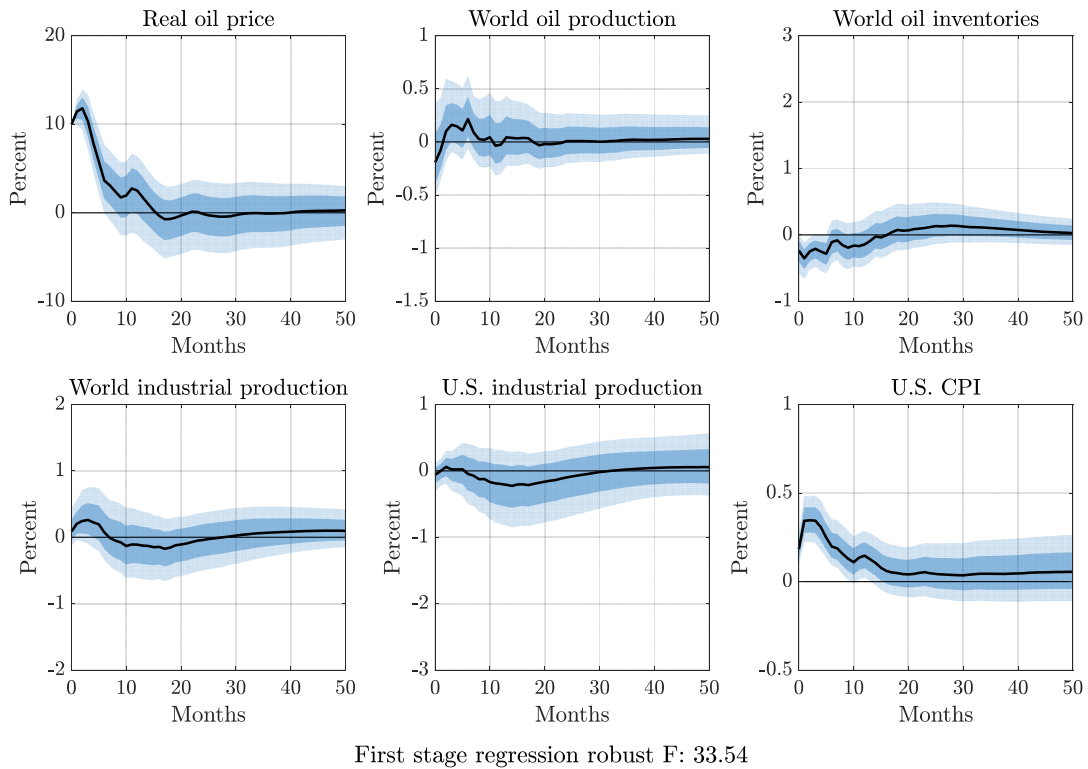 Real oil price
World oil production
World oil inventories
20
10
0
-10
Percent
0 10 20 30 40 50
Months
1
0.5
0
-0.5
-1
-1.5
Percent
0 10 20 30 40 50
Months
3
2
1
0
-1
Percent
0 10 20 30 40 50
Months
World industrial production
U.S. industrial production
U.S. CPI
2
1
0
-1
-2
Percent
0 10 20 30 40 50
Months
1
0
-1
-2
-3
Percent
0 10 20 30 40 50
Months
1
0.5
0
-0.5
Percent
0 10 20 30 40 50
Months
First stage regression robust F: 33.54